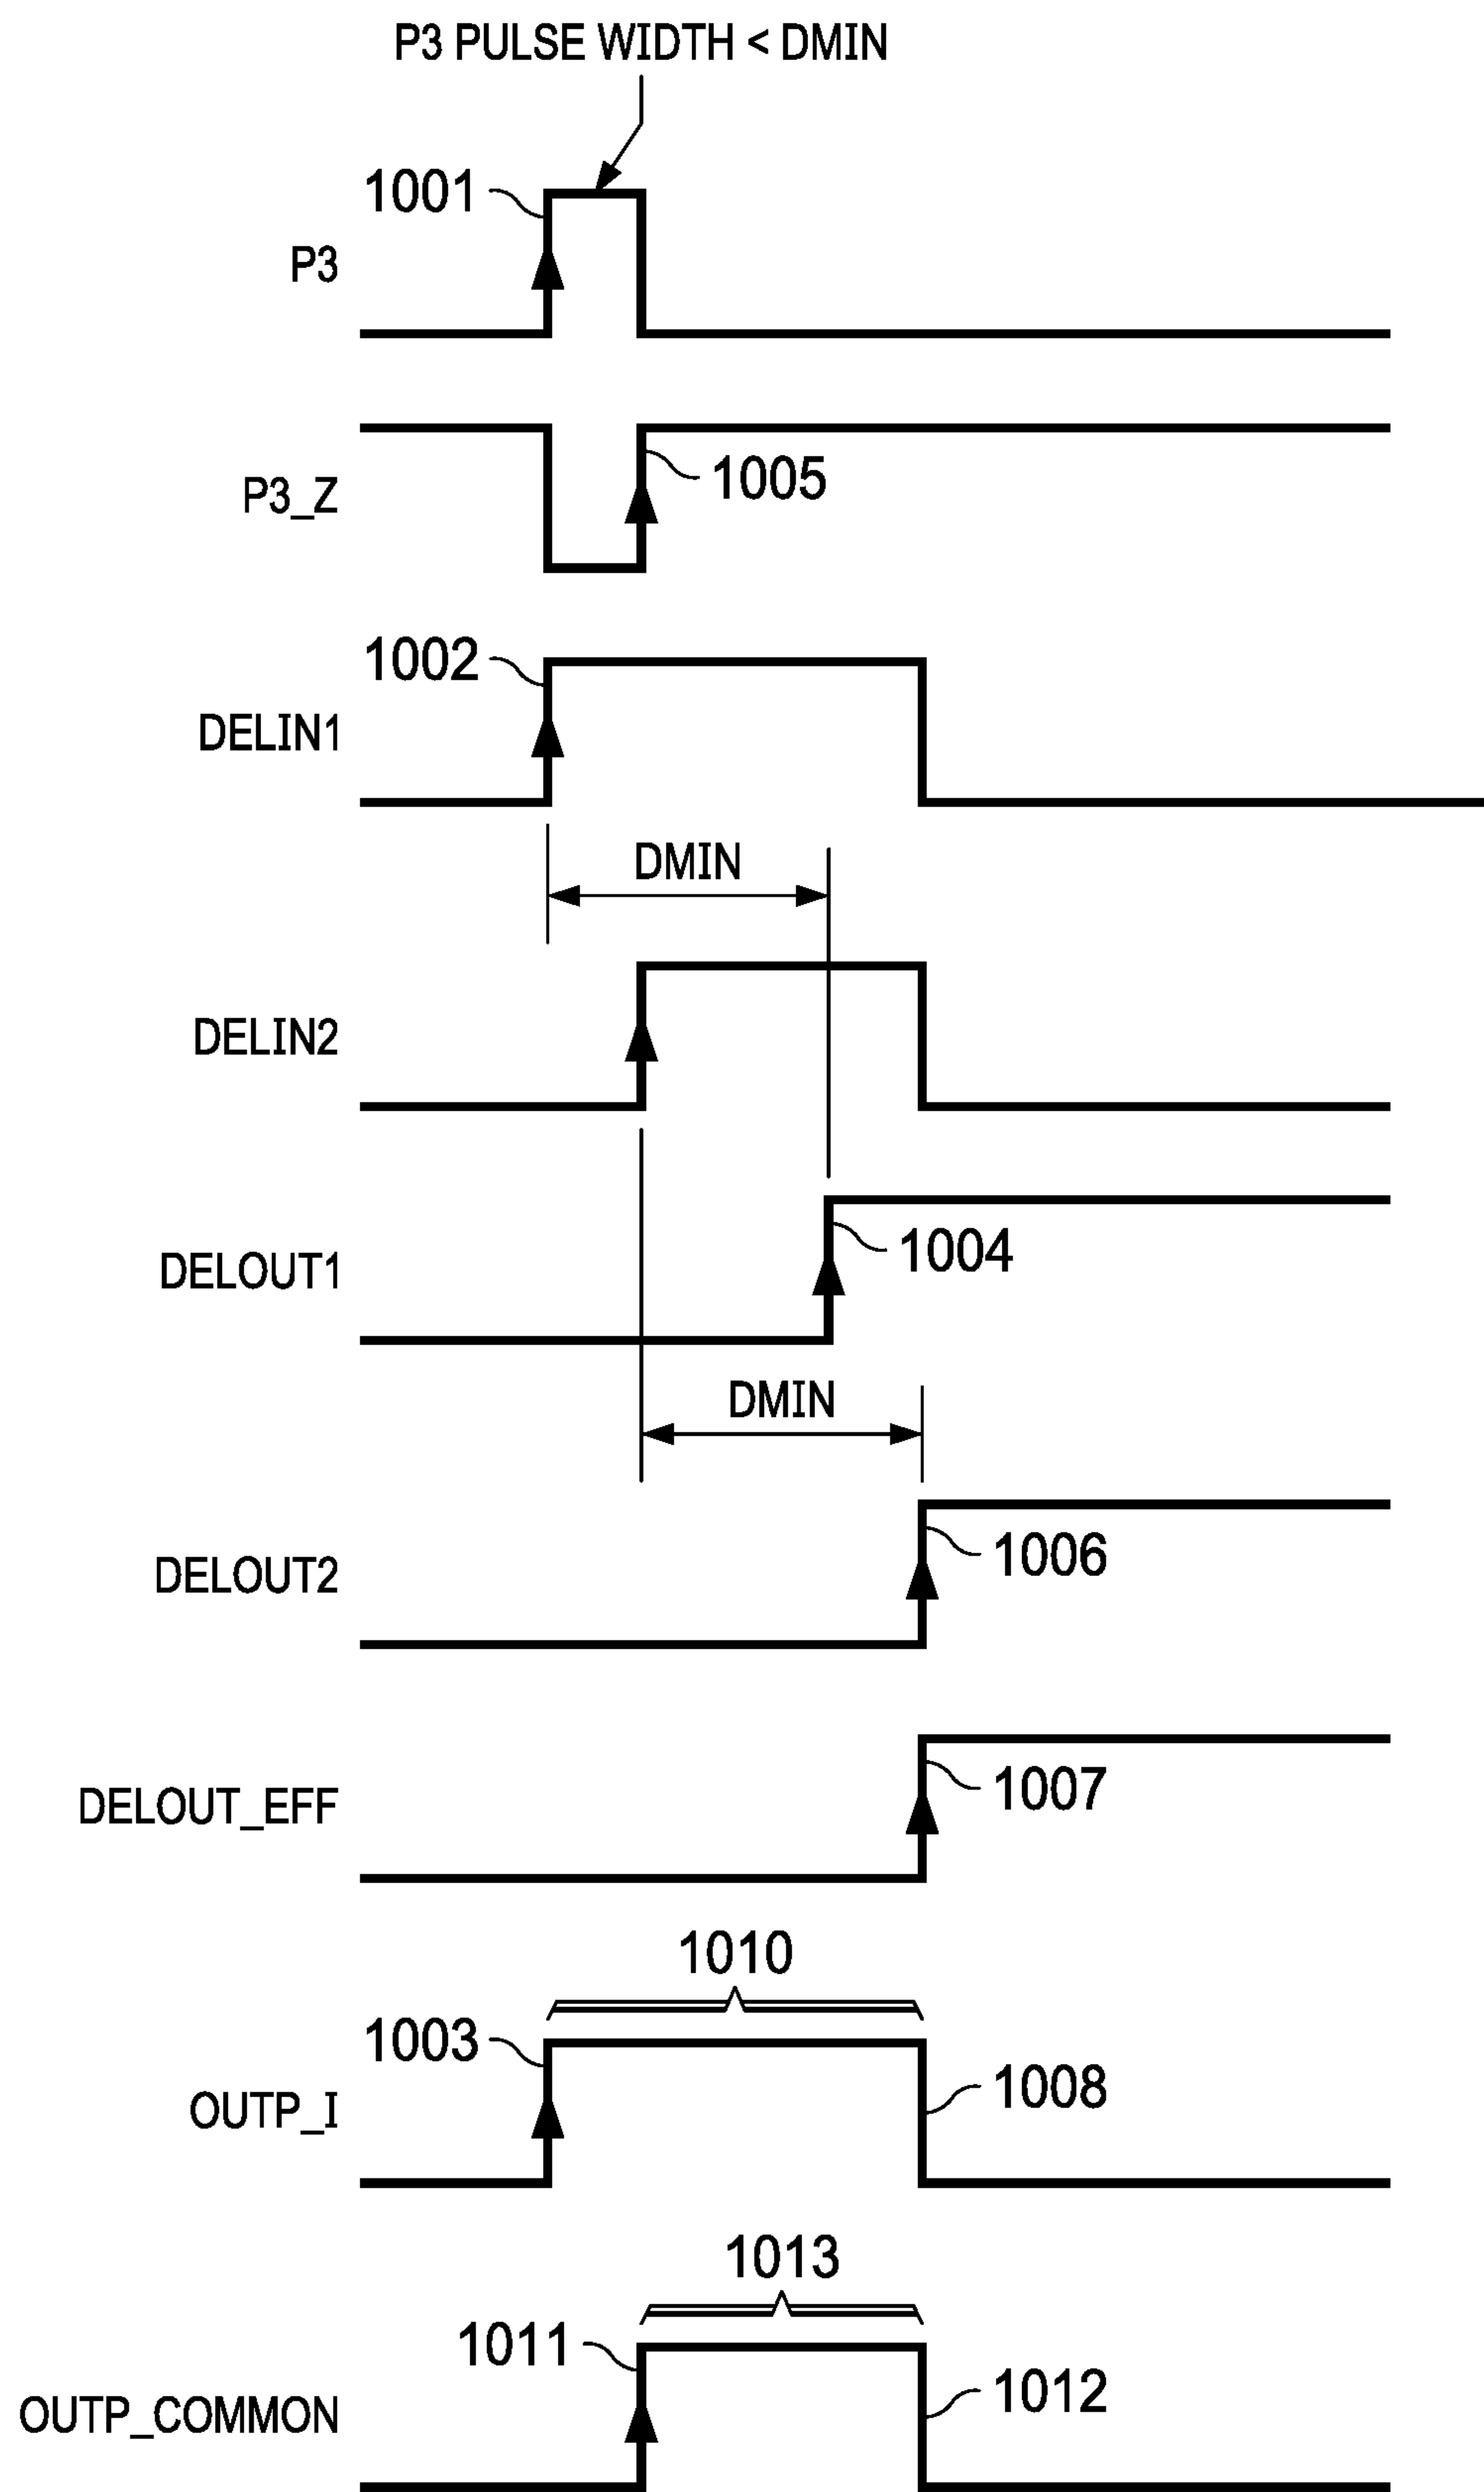 P3 PULSE WIDTH < DMIN
1001
P3
1005
P3_Z
1002
DELIN1
DMIN
DELIN2
1004
DELOUT1
DMIN
1006
DELOUT2
1007
DELOUT_EFF
1010
1003
1008
OUTP_I
1013
1011
1012
OUTP_COMMON